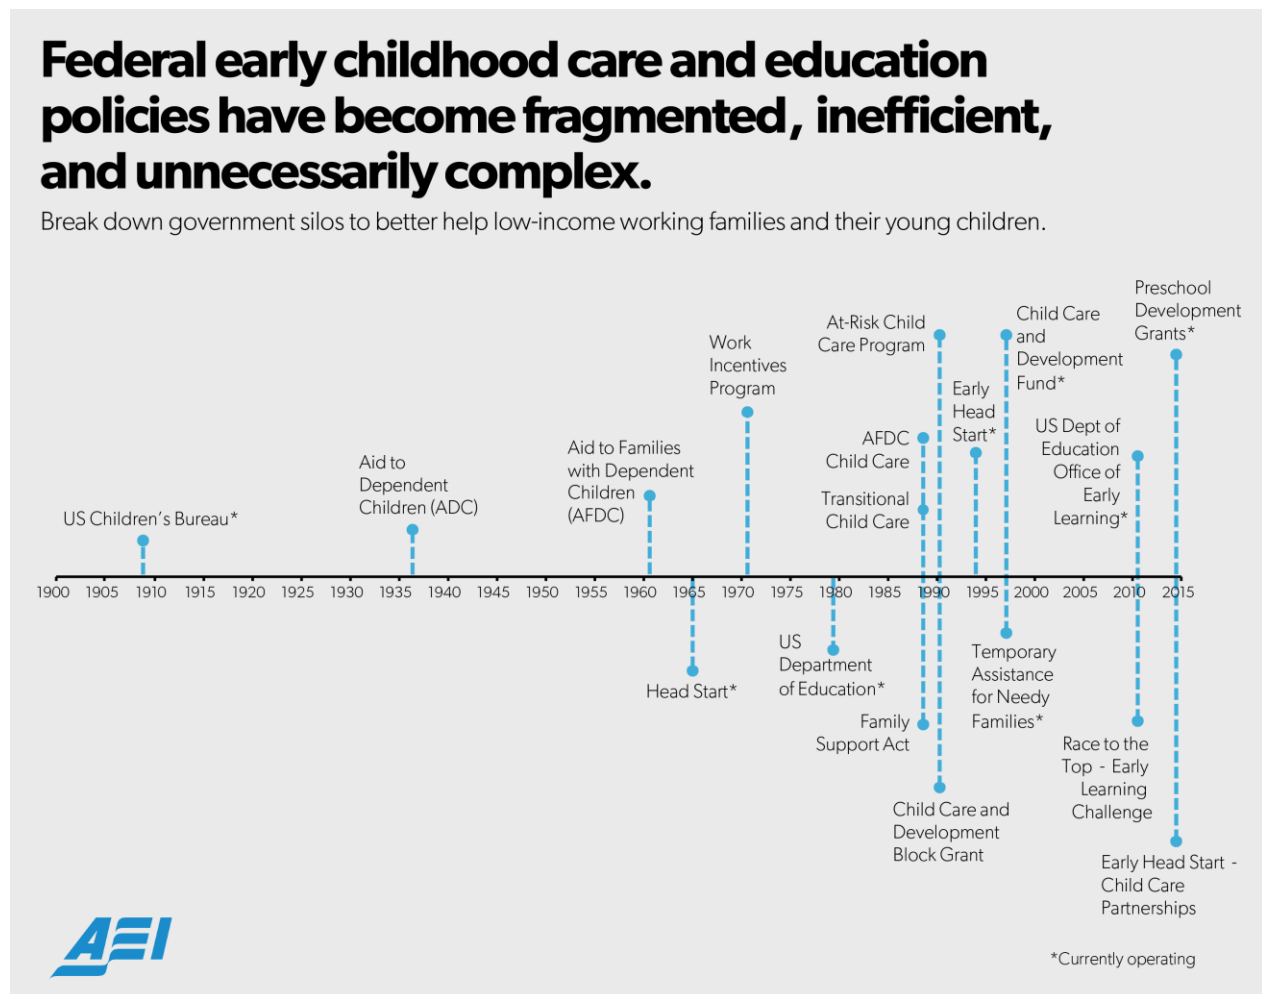 Federal early childhood care and education
policies have become fragmented, inefficient,
and unnecessarily complex.
Break down government silos to better help low-income working families and their young children.
US Children's Bureau*
Aid to
Dependent
Children (ADC)
Aid to Families
with Dependent
Children
(AFDC)
Work
Incentives
Program
At-Risk Child
Care Program
AFDC
Child Care
Transitional
Child Care
Early
Head
Start*
Child Care
and
Development
Fund*
US Dept of
Education
Office of
Early
Learning*
Preschool
Development
Grants*
1900 1905 1910 1915 1920 1925 1930 1935 1940 1945 1950 1955 1960 1965 1970 1975 1980 1985 1990 1995 2000 2005 2010 2015
Head Start*
US
Department
of Education*
Family
Support Act
Child Care and
Development
Block Grant
Temporary
Assistance
for Needy
Families*
Race to the
Top - Early
Learning
Challenge
Early Head Start -
Child Care
Partnerships
AEI
*Currently operating